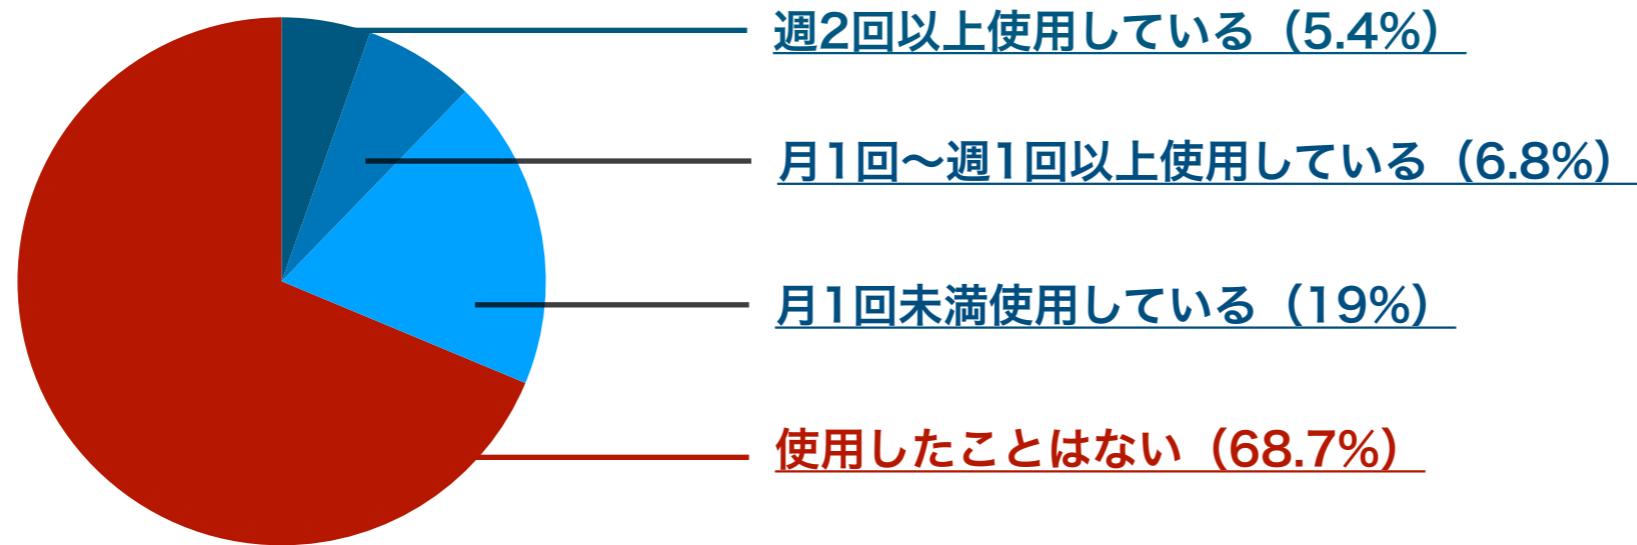 週2回以上使用している（5.4%）
月1回〜週1回以上使用している（6.8%）
月1回未満使用している（19%）
使用したことはない（68.7%）